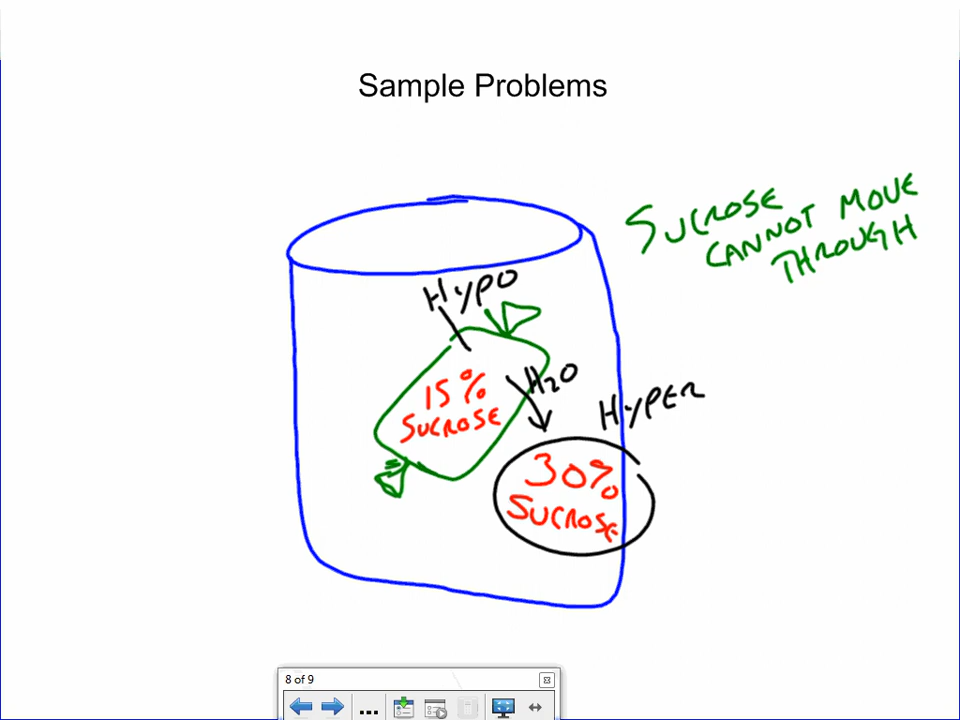 Sample Problems
SUCROSE
CANNOT MOVE
THROUGH
HYPO
H2O
15%
SUCROSE
HYPER
30%
SUCROSE
8 of 9